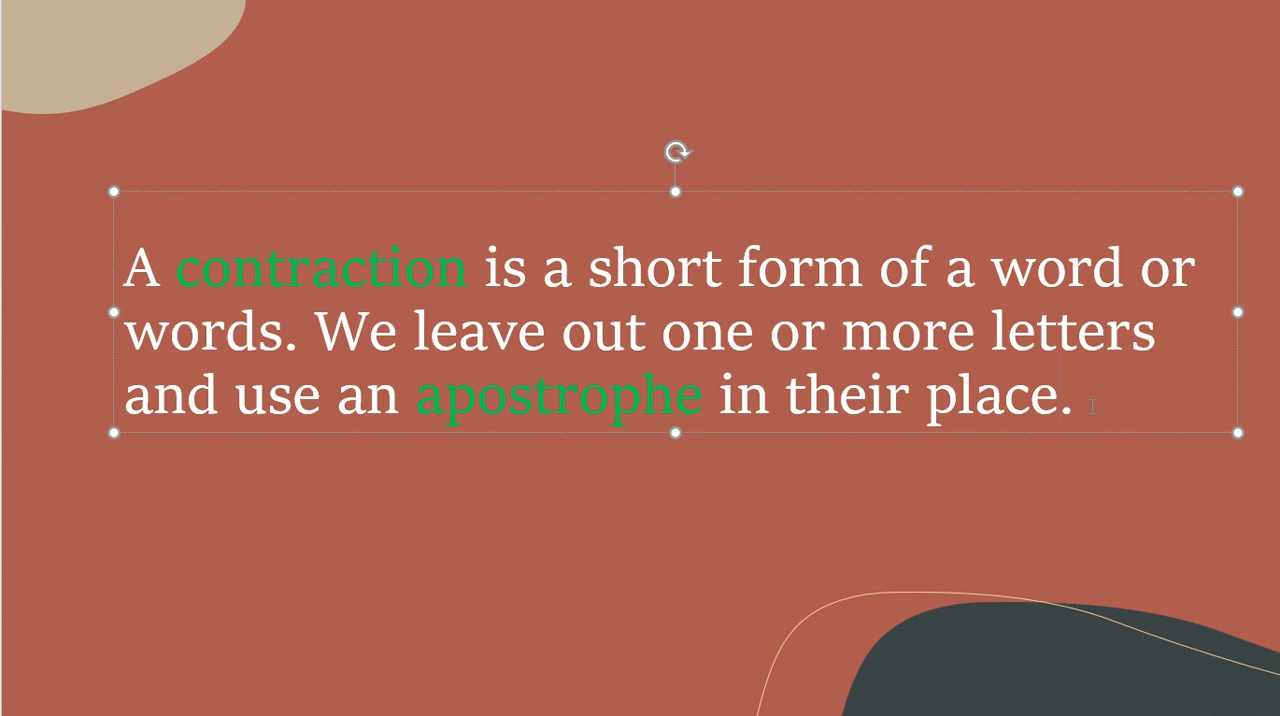 A contraction is a short form of a word or
words. We leave out one or more letters
and use an apostrophe in their place.